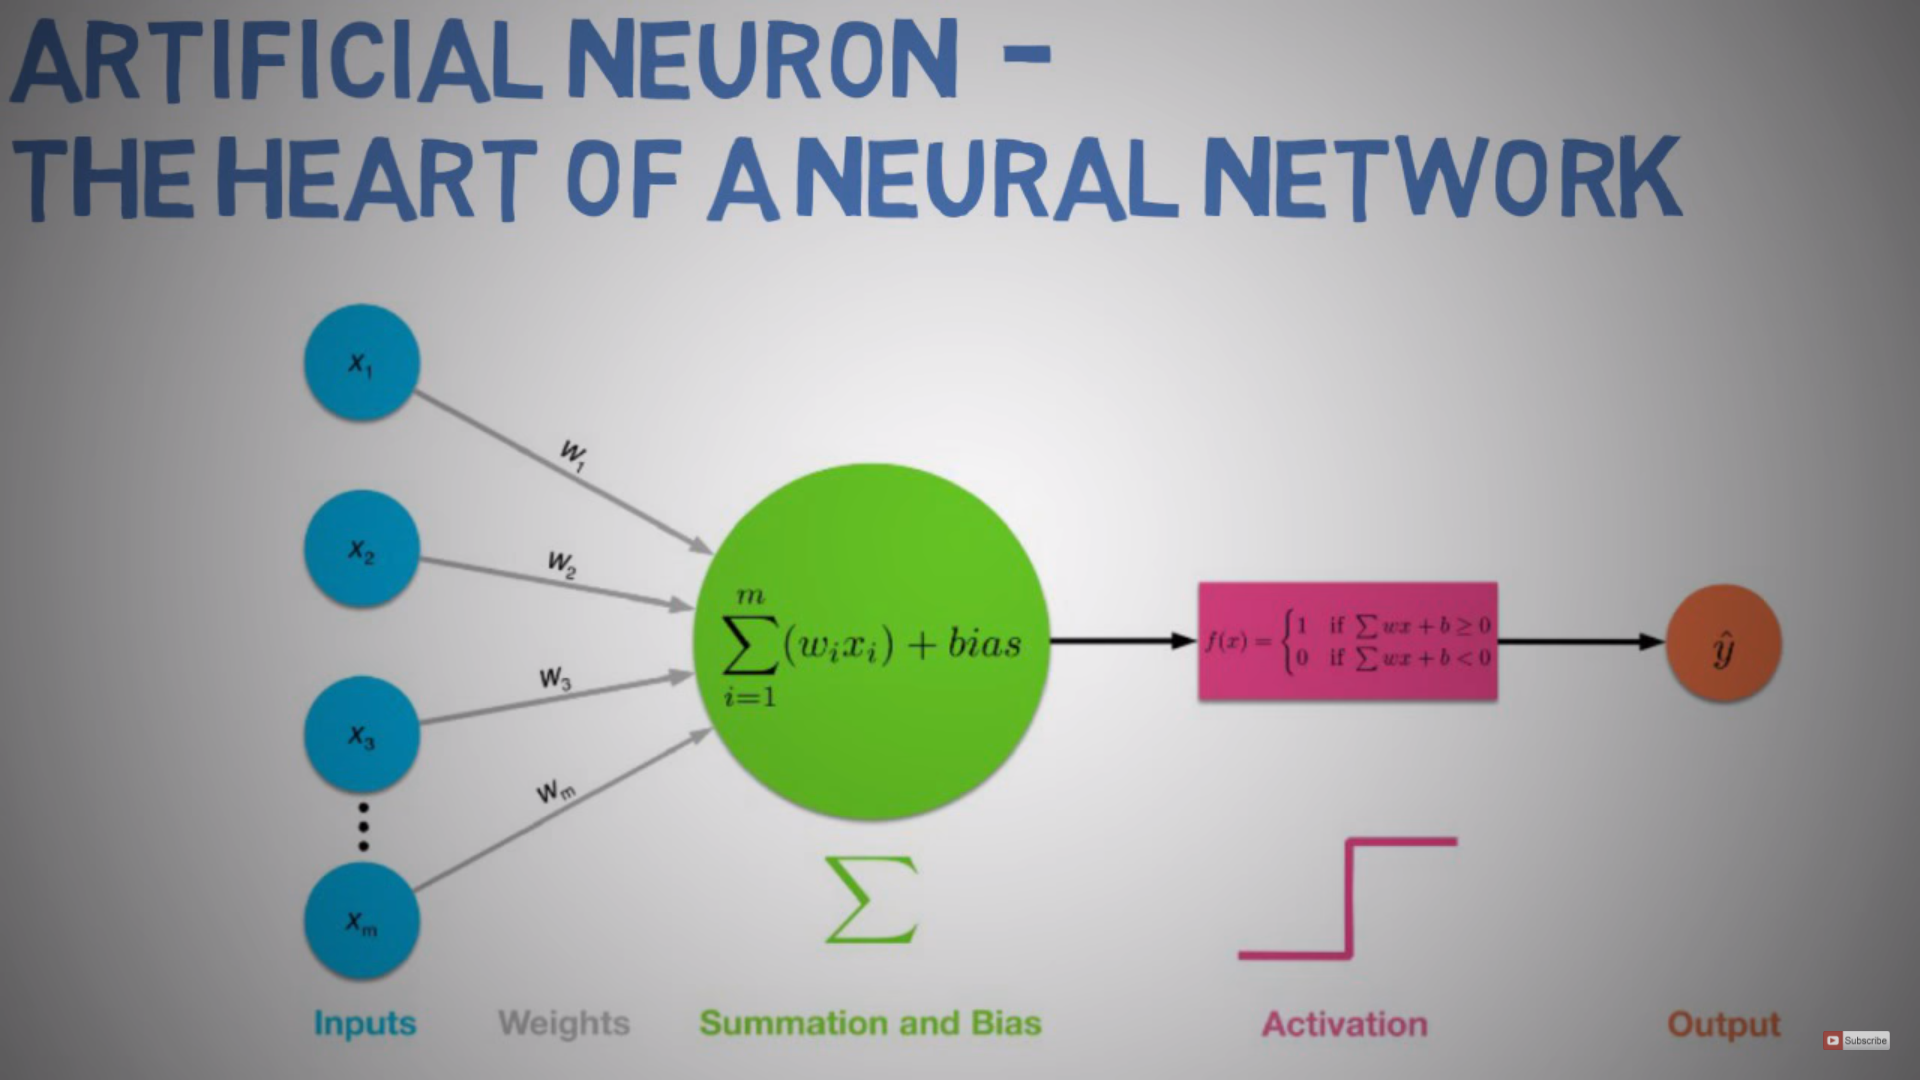 ARTIFICIAL NEURON -
THE HEART OF A NEURAL NETWORK
x₁
w₁
x₂
w₂
x₃
w₃
xₘ
wₘ
∑_{i=1}^{m}(wᵢxᵢ) + bias
f(x) = {1 if ∑ wx + b ≥ 0
0 if ∑ wx + b < 0
ŷ
∑
Inputs
Weights
Summation and Bias
Activation
Output
Subscribe